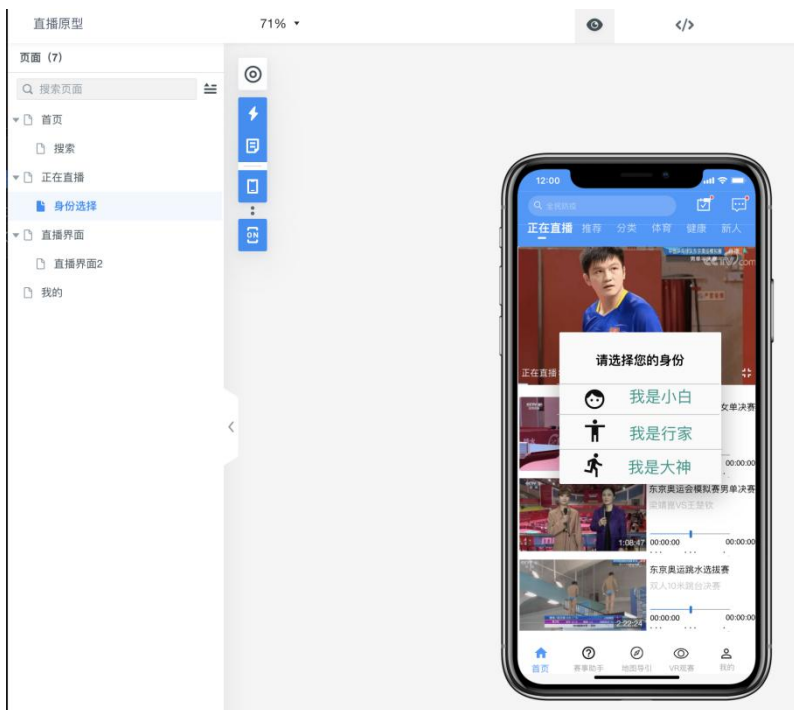 直播原型
71%
页面（7）
搜索页面
首页
搜索
正在直播
身份选择
直播界面
直播界面2
我的
12:00
正在直播 推荐 分类 体育 健康 新人
正在直播
请选择您的身份
我是小白
我是行家
我是大神
女单决赛
00:00:00
东京奥运会模拟赛男单决赛
1:08:47
00:00:00 00:00:00
东京奥运跳水选拔赛
双人10米跳台决赛
2:22:24
00:00:00 00:00:00
首页 赛事助手 地图导引 VR观赛 我的